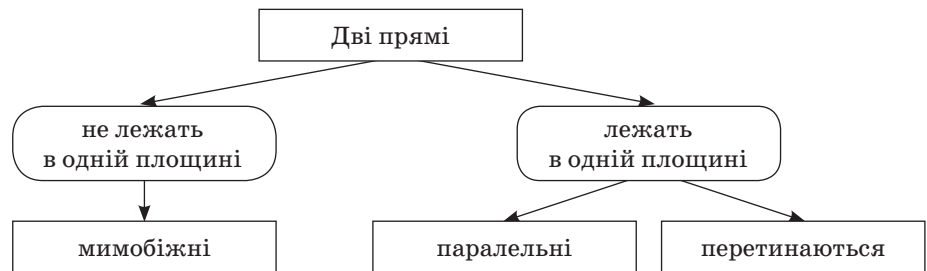 Дві прямі
не лежать
в одній площині
лежать
в одній площині
мимобіжні
паралельні
перетинаються